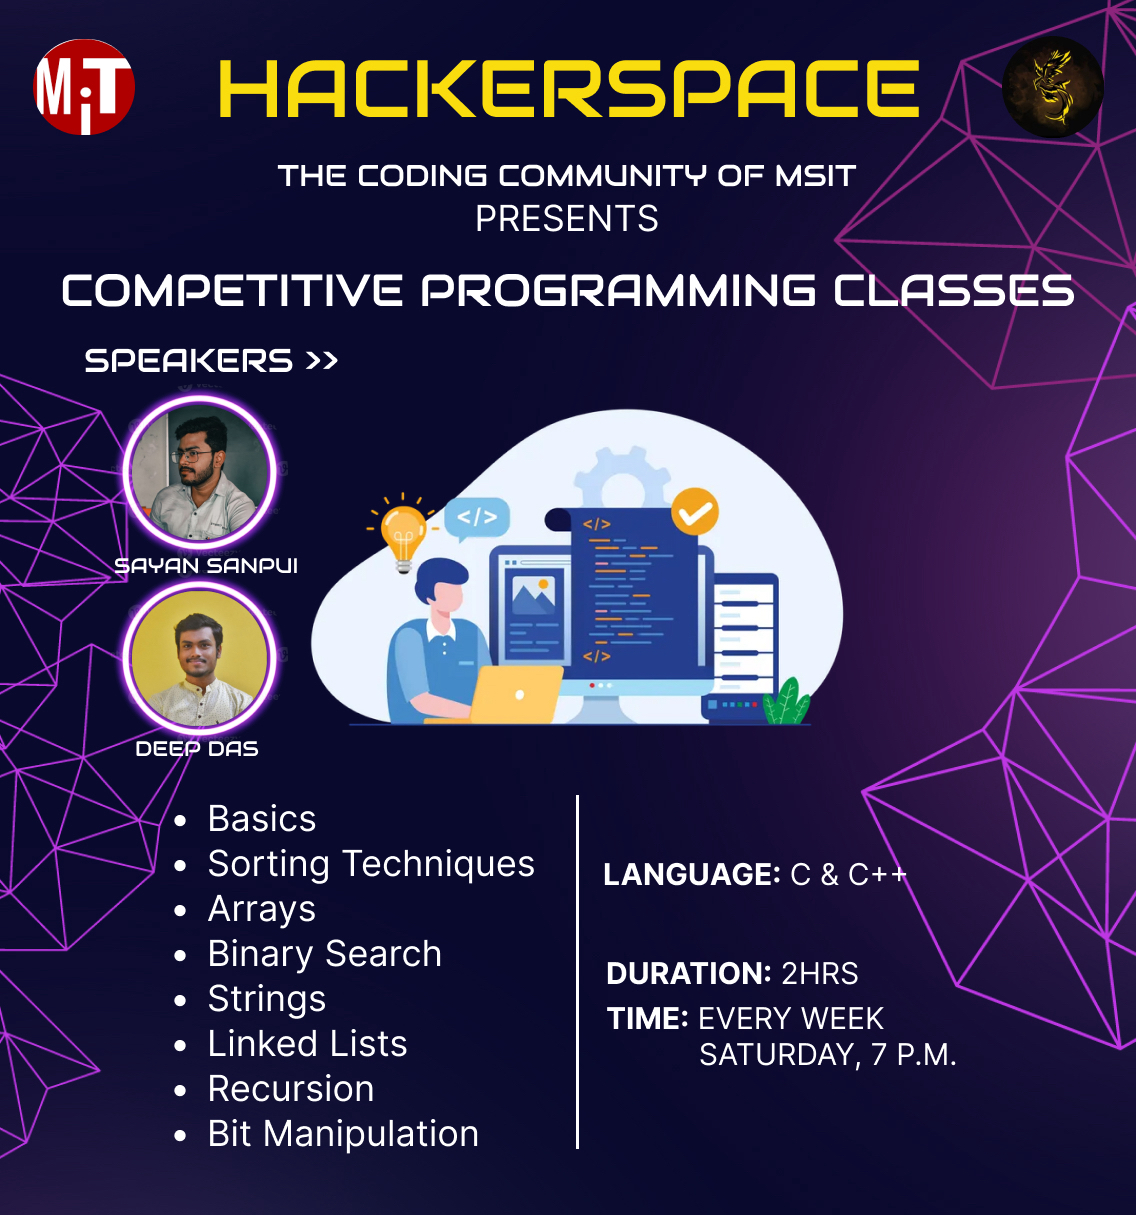 MiT
HACKERSPACE
THE CODING COMMUNITY OF MSIT
PRESENTS
COMPETITIVE PROGRAMMING CLASSES
SPEAKERS >>
SAYAN SANPUI
DEEP DAS
</>
</>
</>
• Basics
• Sorting Techniques
• Arrays
• Binary Search
• Strings
• Linked Lists
• Recursion
• Bit Manipulation
LANGUAGE: C & C++
DURATION: 2HRS
TIME: EVERY WEEK
SATURDAY, 7 P.M.